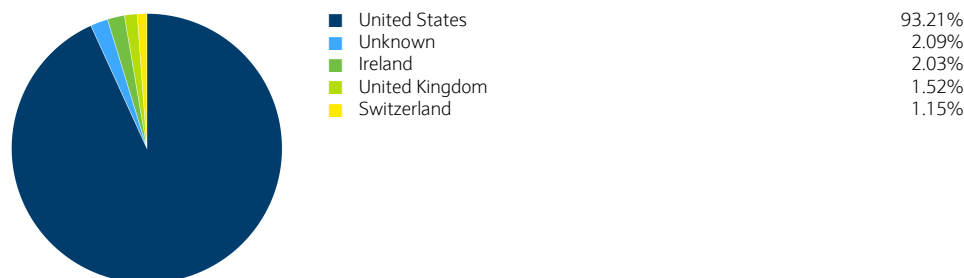 United States 93.21%
Unknown 2.09%
Ireland 2.03%
United Kingdom 1.52%
Switzerland 1.15%